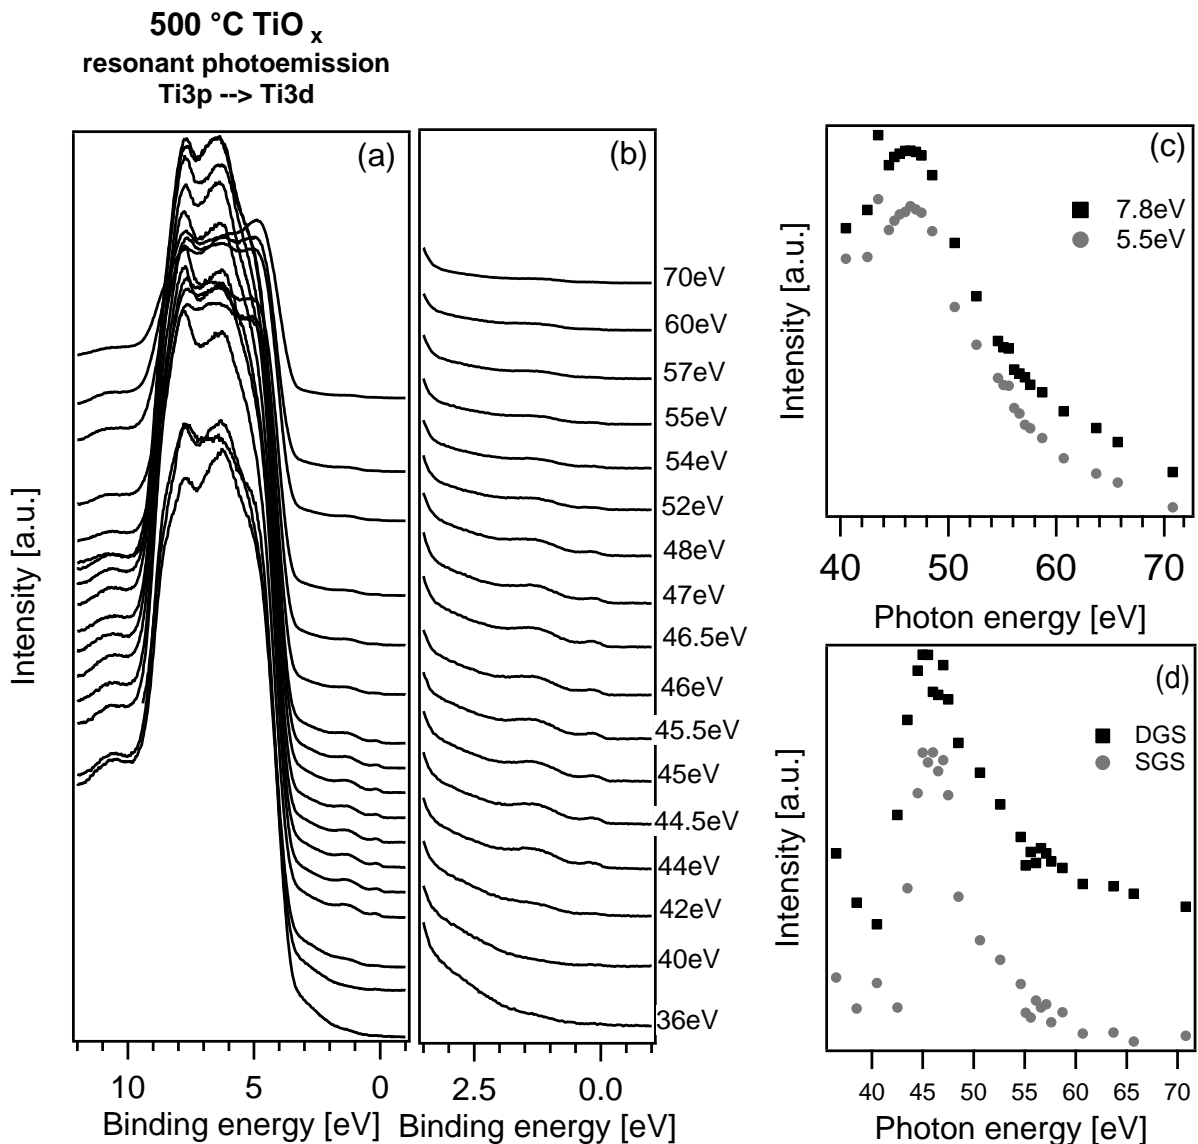 500 °C TiO x
resonant photoemission
Ti3p --> Ti3d
(a)
Intensity [a.u.]
10 5 0
Binding energy [eV]
(b)
70eV
60eV
57eV
55eV
54eV
52eV
48eV
47eV
46.5eV
46eV
45.5eV
45eV
44.5eV
44eV
42eV
40eV
36eV
2.5 0.0
Binding energy [eV]
(c)
7.8eV
5.5eV
Intensity [a.u.]
40 50 60 70
Photon energy [eV]
(d)
DGS
SGS
Intensity [a.u.]
40 45 50 55 60 65 70
Photon energy [eV]